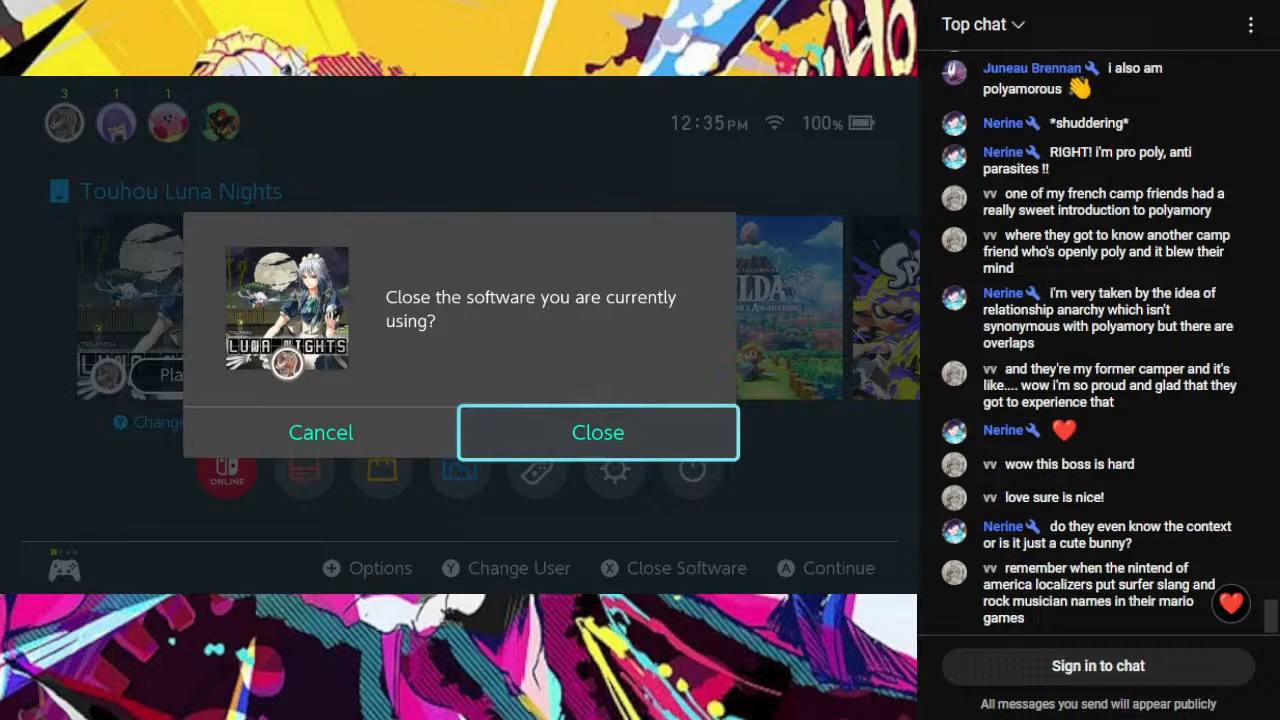 3 1 1
12:35 PM 100%
Touhou Luna Nights
Close the software you are currently
using?
LUNA NIGHTS
Pla
Change
Cancel
Close
ONLINE
+ Options Y Change User X Close Software A Continue
Top chat
Juneau Brennan i also am
polyamorous
Nerine *shuddering*
Nerine RIGHT! i'm pro poly, anti
parasites !!
vv one of my french camp friends had a
really sweet introduction to polyamory
vv where they got to know another camp
friend who's openly poly and it blew their
mind
Nerine i'm very taken by the idea of
relationship anarchy which isn't
synonymous with polyamory but there are
overlaps
vv and they're my former camper and it's
like.... wow i'm so proud and glad that they
got to experience that
Nerine ❤️
vv wow this boss is hard
vv love sure is nice!
Nerine do they even know the context
or is it just a cute bunny?
vv remember when the nintend of
america localizers put surfer slang and
rock musician names in their mario
games
Sign in to chat
All messages you send will appear publicly